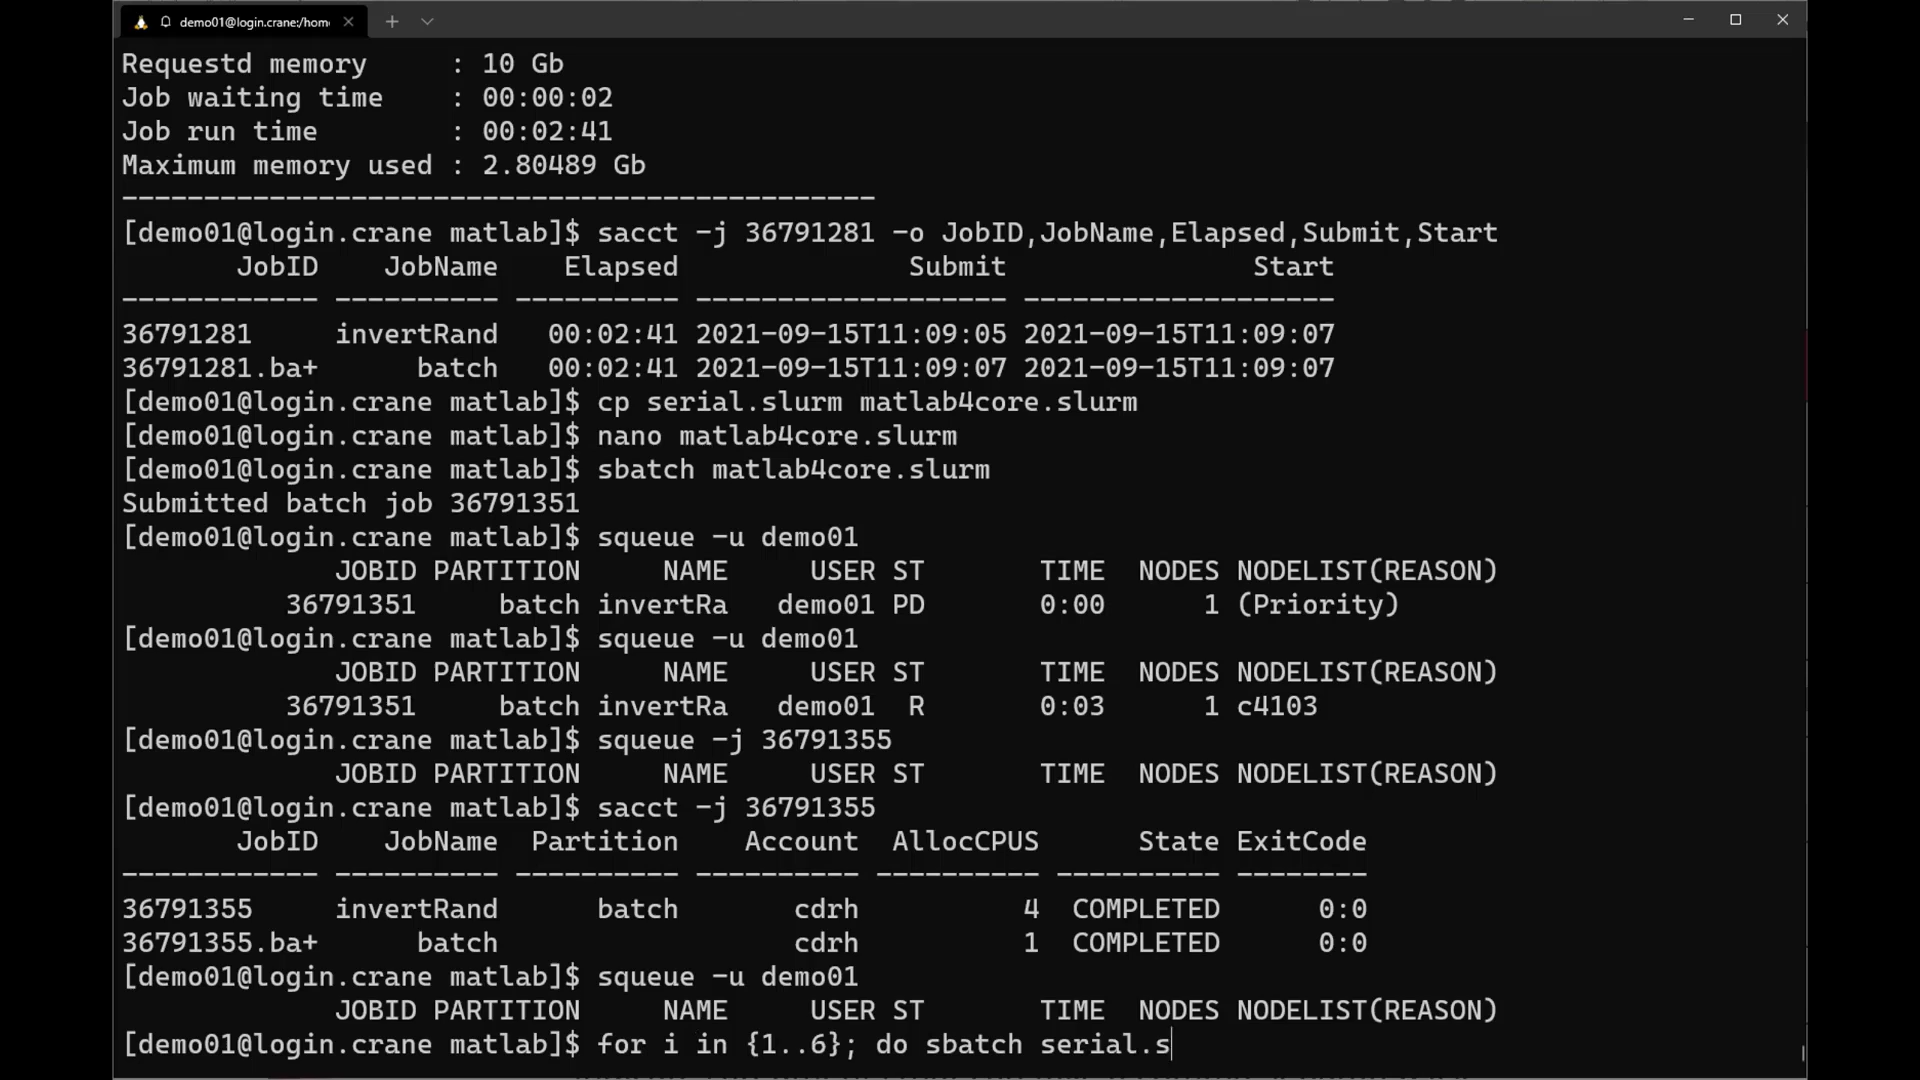 demo01@login.crane:/hom
Requestd memory     : 10 Gb
Job waiting time    : 00:00:02
Job run time        : 00:02:41
Maximum memory used : 2.80489 Gb
----------------------------------------------
[demo01@login.crane matlab]$ sacct -j 36791281 -o JobID,JobName,Elapsed,Submit,Start
       JobID    JobName    Elapsed              Submit               Start
------------ ---------- ---------- ------------------- -------------------
36791281     invertRand   00:02:41 2021-09-15T11:09:05 2021-09-15T11:09:07
36791281.ba+      batch   00:02:41 2021-09-15T11:09:07 2021-09-15T11:09:07
[demo01@login.crane matlab]$ cp serial.slurm matlab4core.slurm
[demo01@login.crane matlab]$ nano matlab4core.slurm
[demo01@login.crane matlab]$ sbatch matlab4core.slurm
Submitted batch job 36791351
[demo01@login.crane matlab]$ squeue -u demo01
             JOBID PARTITION     NAME     USER ST       TIME  NODES NODELIST(REASON)
          36791351     batch invertRa   demo01 PD       0:00      1 (Priority)
[demo01@login.crane matlab]$ squeue -u demo01
             JOBID PARTITION     NAME     USER ST       TIME  NODES NODELIST(REASON)
          36791351     batch invertRa   demo01  R       0:03      1 c4103
[demo01@login.crane matlab]$ squeue -j 36791355
             JOBID PARTITION     NAME     USER ST       TIME  NODES NODELIST(REASON)
[demo01@login.crane matlab]$ sacct -j 36791355
       JobID    JobName  Partition    Account  AllocCPUS      State ExitCode
------------ ---------- ---------- ---------- ---------- ---------- --------
36791355     invertRand      batch       cdrh          4  COMPLETED      0:0
36791355.ba+      batch                  cdrh          1  COMPLETED      0:0
[demo01@login.crane matlab]$ squeue -u demo01
             JOBID PARTITION     NAME     USER ST       TIME  NODES NODELIST(REASON)
[demo01@login.crane matlab]$ for i in {1..6}; do sbatch serial.s